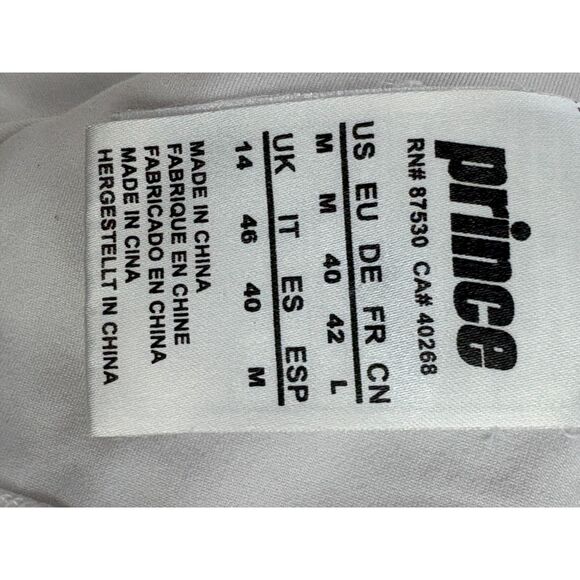 prince
RN# 87530 CA# 40268
US EU DE FR CN
M M 40 42 L
UK IT ES ESP
14 46 40 M
MADE IN CHINA
FABRIQUE EN CHINE
FABRICADO EN CHINA
MADE IN CINA
HERGESTELLT IN CHINA